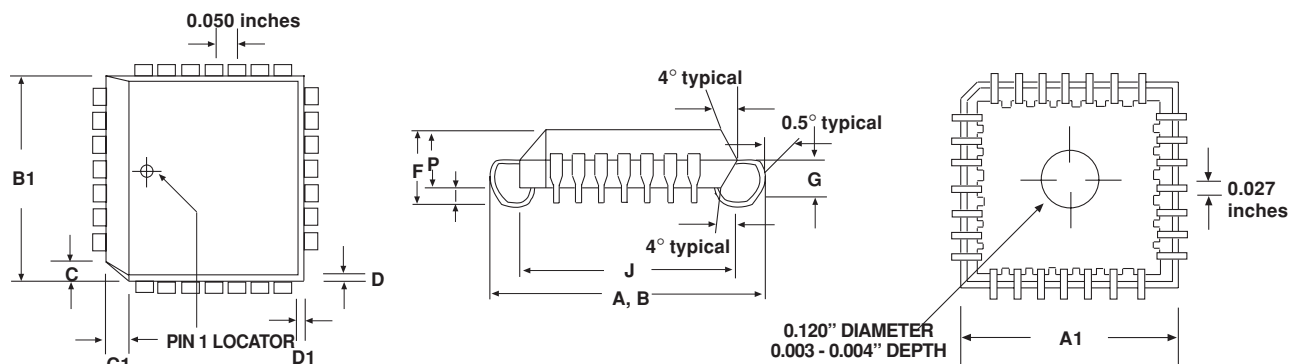 0.050 inches
B1
C
D
PIN 1 LOCATOR
C1
D1
4° typical
0.5° typical
F
P
G
4° typical
J
A, B
0.027
inches
0.120” DIAMETER
0.003 - 0.004” DEPTH
A1